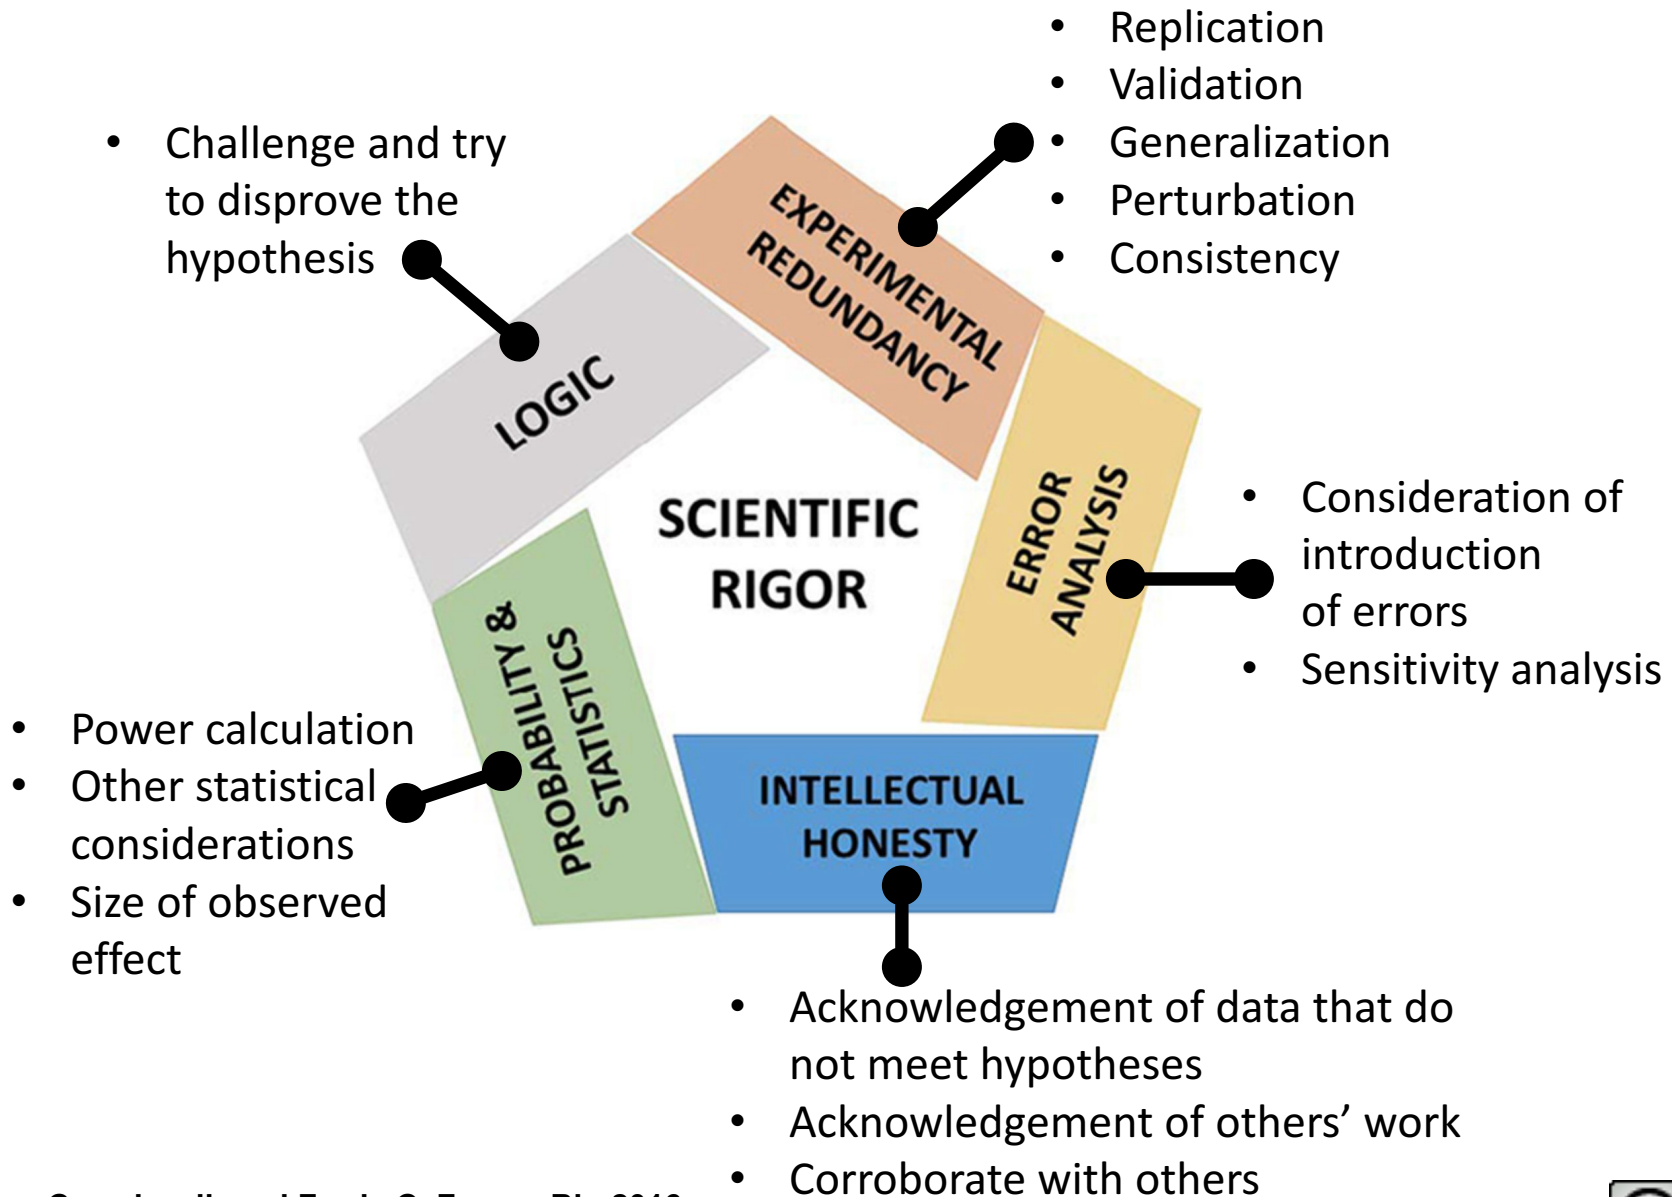 • Replication
• Validation
• Generalization
• Perturbation
• Consistency
• Challenge and try
to disprove the
hypothesis
EXPERIMENTAL
REDUNDANCY
LOGIC
SCIENTIFIC
RIGOR
ERROR
ANALYSIS
• Consideration of
introduction
of errors
• Sensitivity analysis
PROBABILITY &
STATISTICS
• Power calculation
• Other statistical
considerations
• Size of observed
effect
INTELLECTUAL
HONESTY
• Acknowledgement of data that do
not meet hypotheses
• Acknowledgement of others’ work
• Corroborate with others